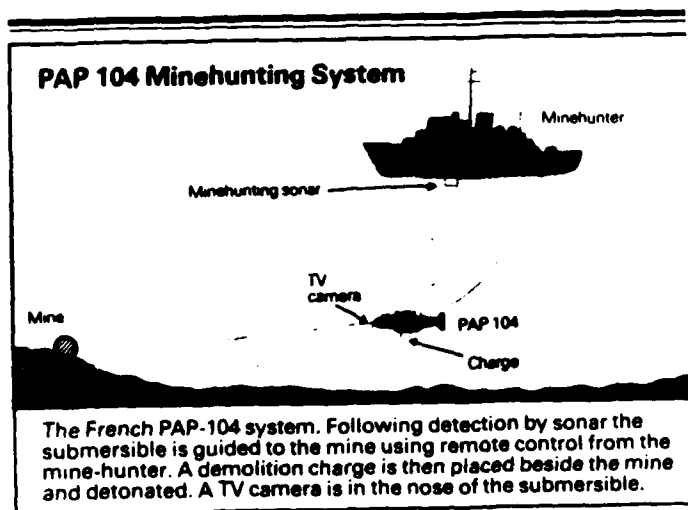 PAP 104 Minehunting System
Minehunter
Minehunting sonar
TV
camera
Mine
PAP 104
Charge
The French PAP-104 system. Following detection by sonar the
submersible is guided to the mine using remote control from the
mine-hunter. A demolition charge is then placed beside the mine
and detonated. A TV camera is in the nose of the submersible.